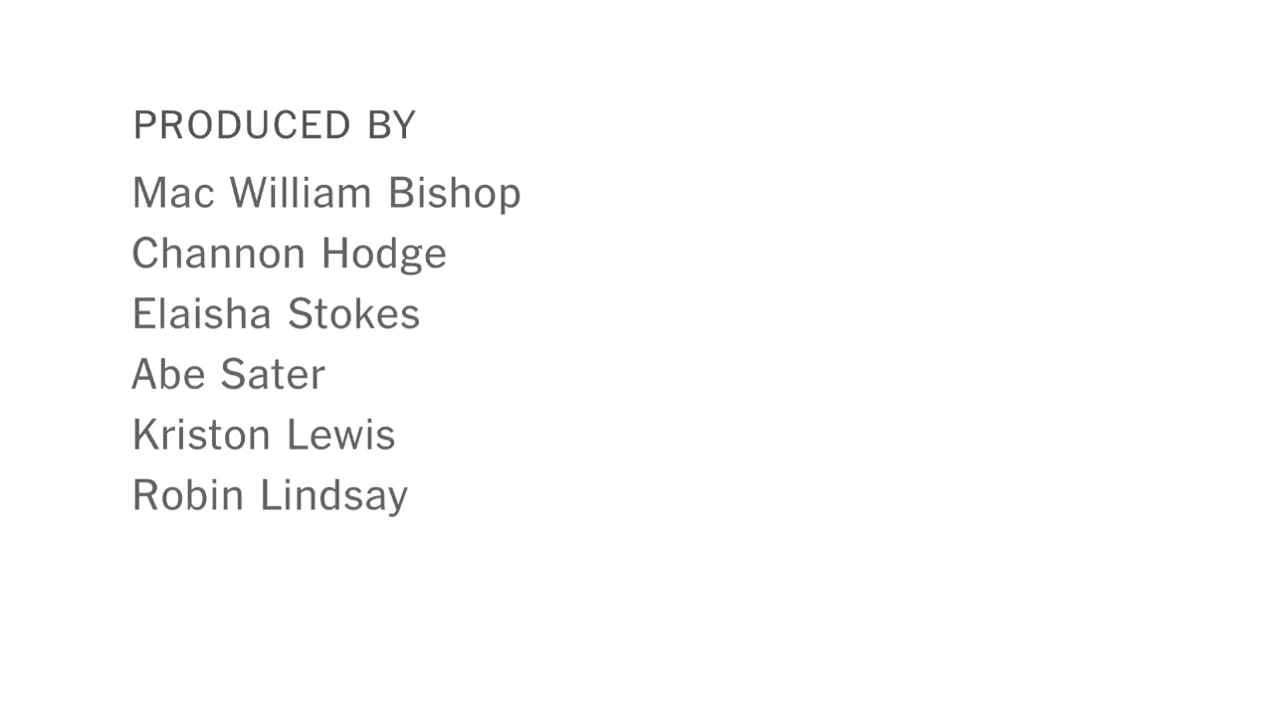 PRODUCED BY
Mac William Bishop
Channon Hodge
Elaisha Stokes
Abe Sater
Kriston Lewis
Robin Lindsay